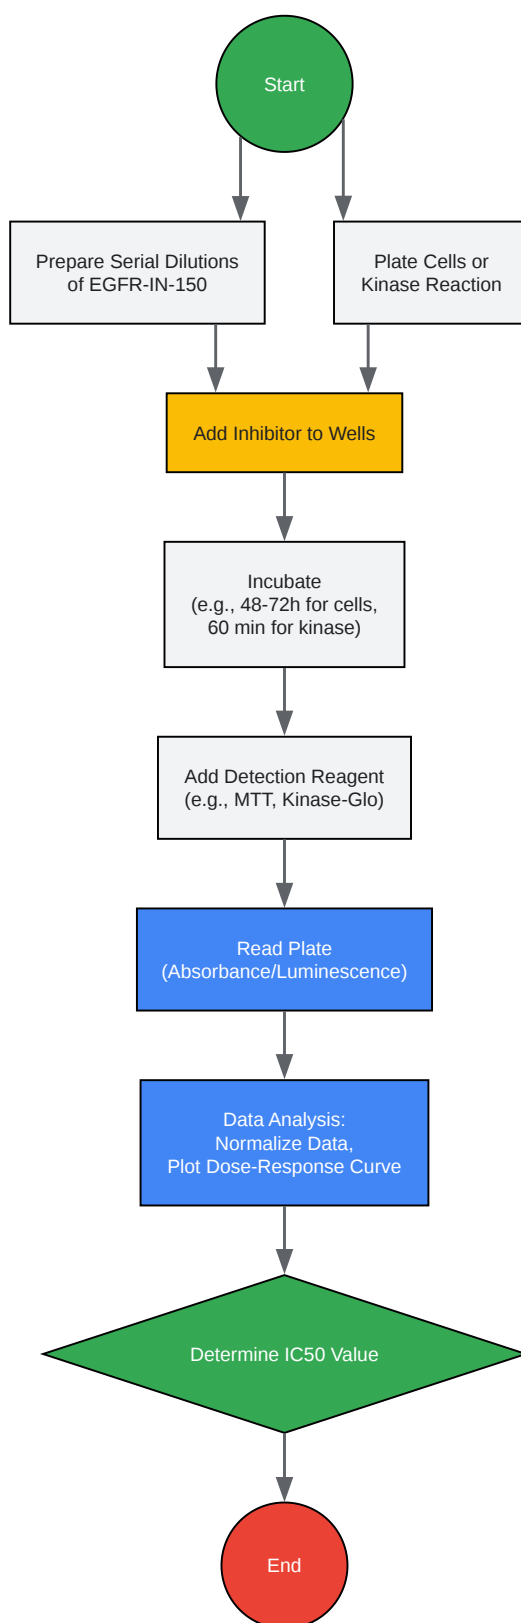 Start
Prepare Serial Dilutions
of EGFR-IN-150
Plate Cells or
Kinase Reaction
Add Inhibitor to Wells
Incubate
(e.g., 48-72h for cells,
60 min for kinase)
Add Detection Reagent
(e.g., MTT, Kinase-Glo)
Read Plate
(Absorbance/Luminescence)
Data Analysis:
Normalize Data,
Plot Dose-Response Curve
Determine IC50 Value
End